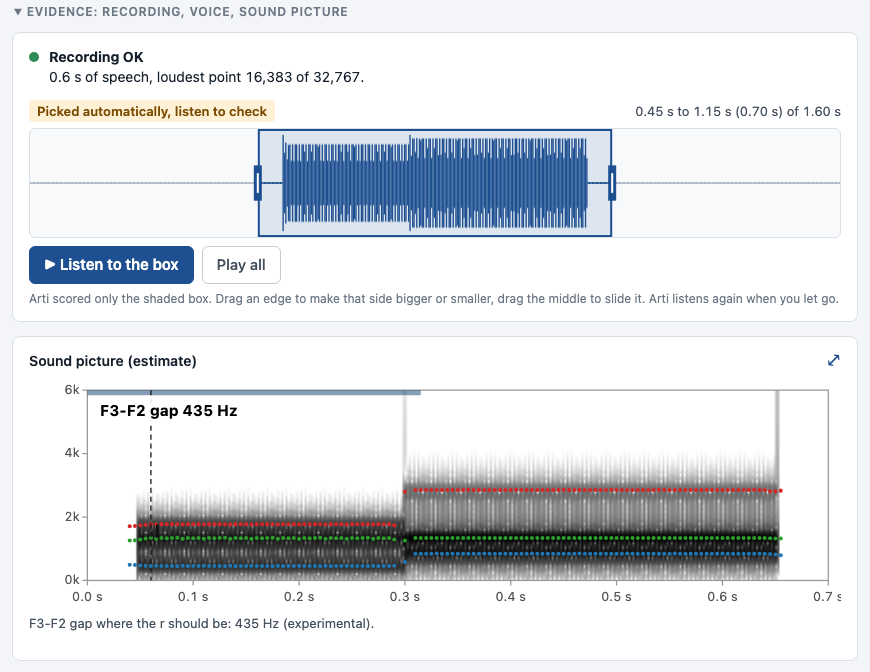 ▼ EVIDENCE: RECORDING, VOICE, SOUND PICTURE
Recording OK
0.6 s of speech, loudest point 16,383 of 32,767.
Picked automatically, listen to check
0.45 s to 1.15 s (0.70 s) of 1.60 s
▶ Listen to the box
Play all
Arti scored only the shaded box. Drag an edge to make that side bigger or smaller, drag the middle to slide it. Arti listens again when you let go.
Sound picture (estimate)
6k
F3-F2 gap 435 Hz
4k
2k
0k
0.0 s 0.1 s 0.2 s 0.3 s 0.4 s 0.5 s 0.6 s 0.7 s
F3-F2 gap where the r should be: 435 Hz (experimental).